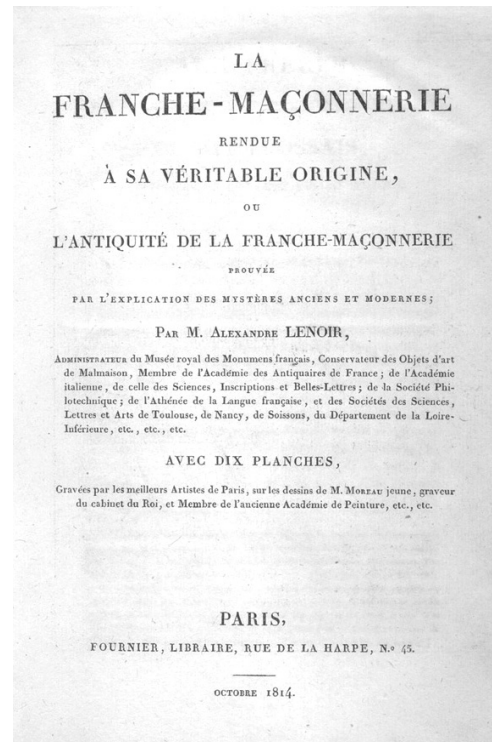 LA
FRANCHE-MAÇONNERIE
RENDUE
À SA VÉRITABLE ORIGINE,
OU
L'ANTIQUITÉ DE LA FRANCHE-MAÇONNERIE
PROUVÉE
PAR L'EXPLICATION DES MYSTÈRES ANCIENS ET MODERNES;
PAR M. ALEXANDRE LENOIR,
ADMINISTRATEUR du Musée royal des Monumens français, Conservateur des Objets d'art
de Malmaison, Membre de l'Académie des Antiquaires de France; de l'Académie
italienne, de celle des Sciences, Inscriptions et Belles-Lettres; de la Société Phi-
lotechnique; de l'Athénée de la Langue française, et des Sociétés des Sciences,
Lettres et Arts de Toulouse, de Nancy, de Soissons, du Département de la Loire-
Inférieure, etc., etc., etc.
AVEC DIX PLANCHES,
Gravées par les meilleurs Artistes de Paris, sur les dessins de M. MOREAU jeune, graveur
du cabinet du Roi, et Membre de l'ancienne Académie de Peinture, etc., etc.
PARIS,
FOURNIER, LIBRAIRE, RUE DE LA HARPE, N.º 45.
OCTOBRE 1814.